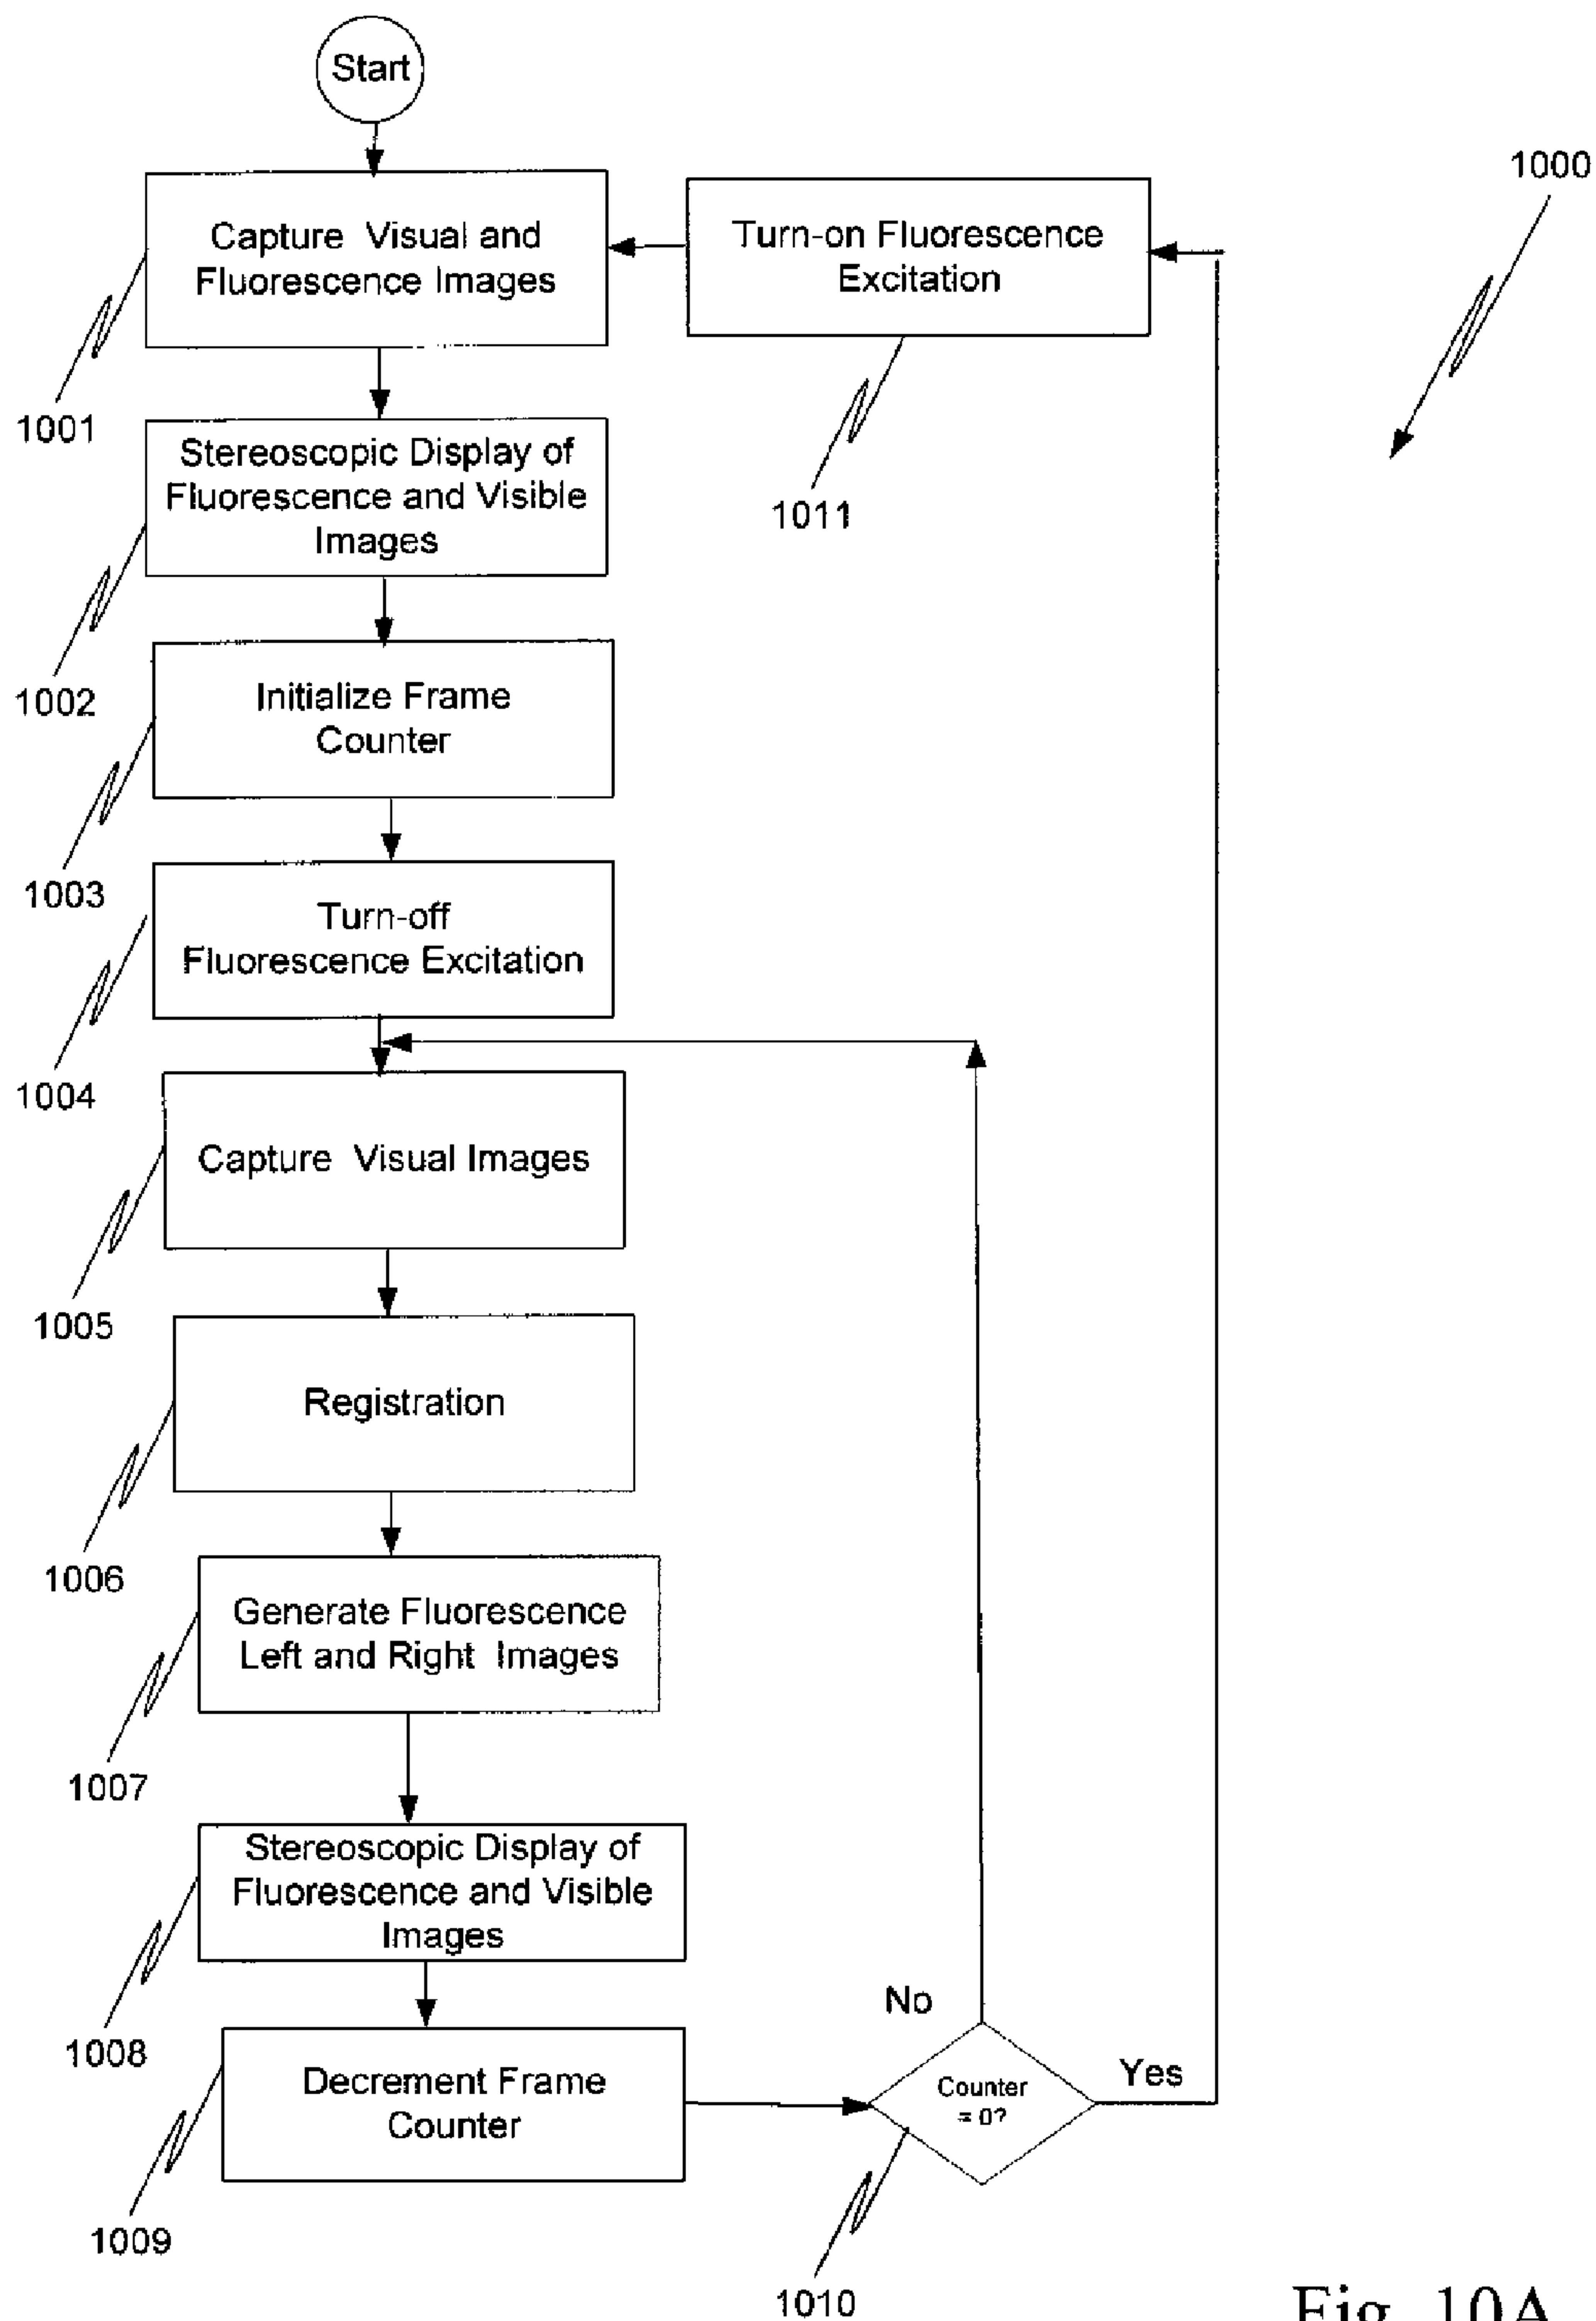 Start
1000
Capture Visual and
Fluorescence Images
Turn-on Fluorescence
Excitation
1001
1011
Stereoscopic Display of
Fluorescence and Visible
Images
1002
Initialize Frame
Counter
1003
Turn-off
Fluorescence Excitation
1004
Capture Visual Images
1005
Registration
1006
Generate Fluorescence
Left and Right Images
1007
Stereoscopic Display of
Fluorescence and Visible
Images
1008
No
Yes
Decrement Frame
Counter
Counter
= 0?
1009
1010
Fig. 10A